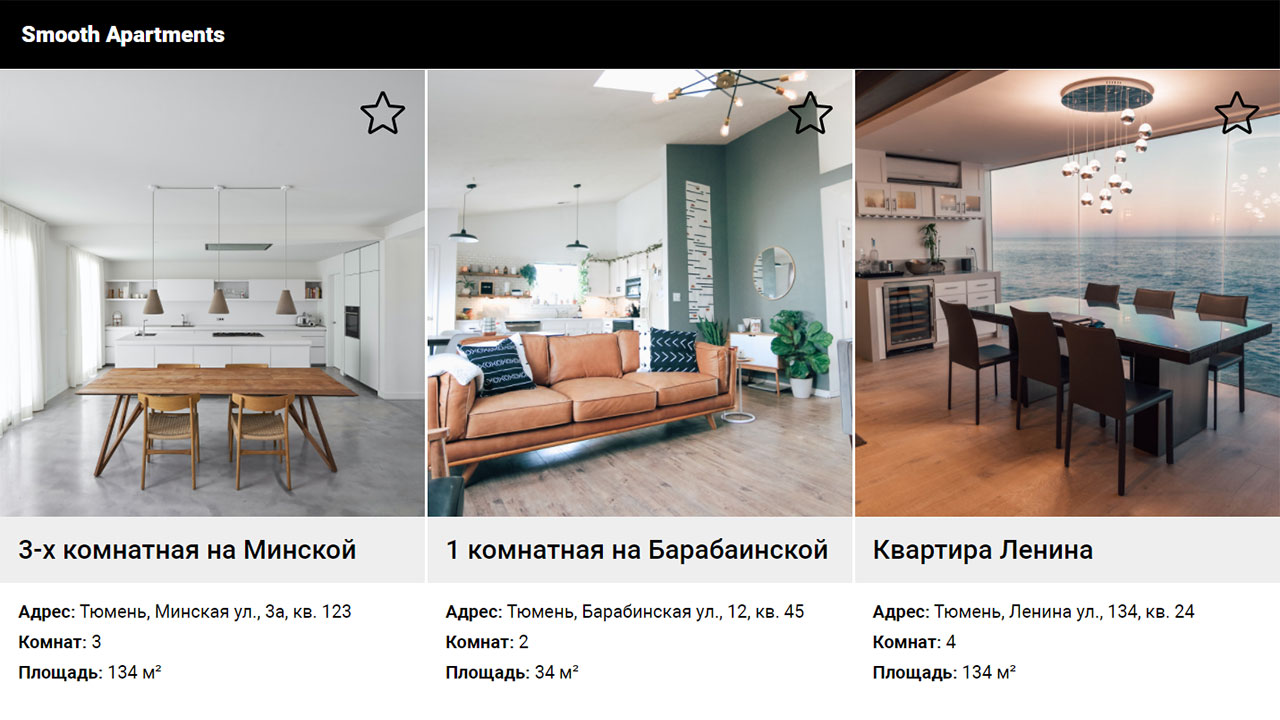 Smooth Apartments
3-х комнатная на Минской
1 комнатная на Барабаинской
Квартира Ленина
Адрес: Тюмень, Минская ул., 3а, кв. 123
Комнат: 3
Площадь: 134 м²
Адрес: Тюмень, Барабинская ул., 12, кв. 45
Комнат: 2
Площадь: 34 м²
Адрес: Тюмень, Ленина ул., 134, кв. 24
Комнат: 4
Площадь: 134 м²